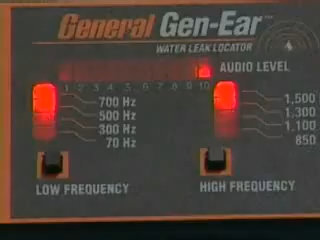 General Gen-Ear™
WATER LEAK LOCATOR
AUDIO LEVEL
1 2 3 4 5 6 7 8 9 10
700 Hz
500 Hz
300 Hz
70 Hz
1,500
1,300
1,100
850
LOW FREQUENCY
HIGH FREQUENCY